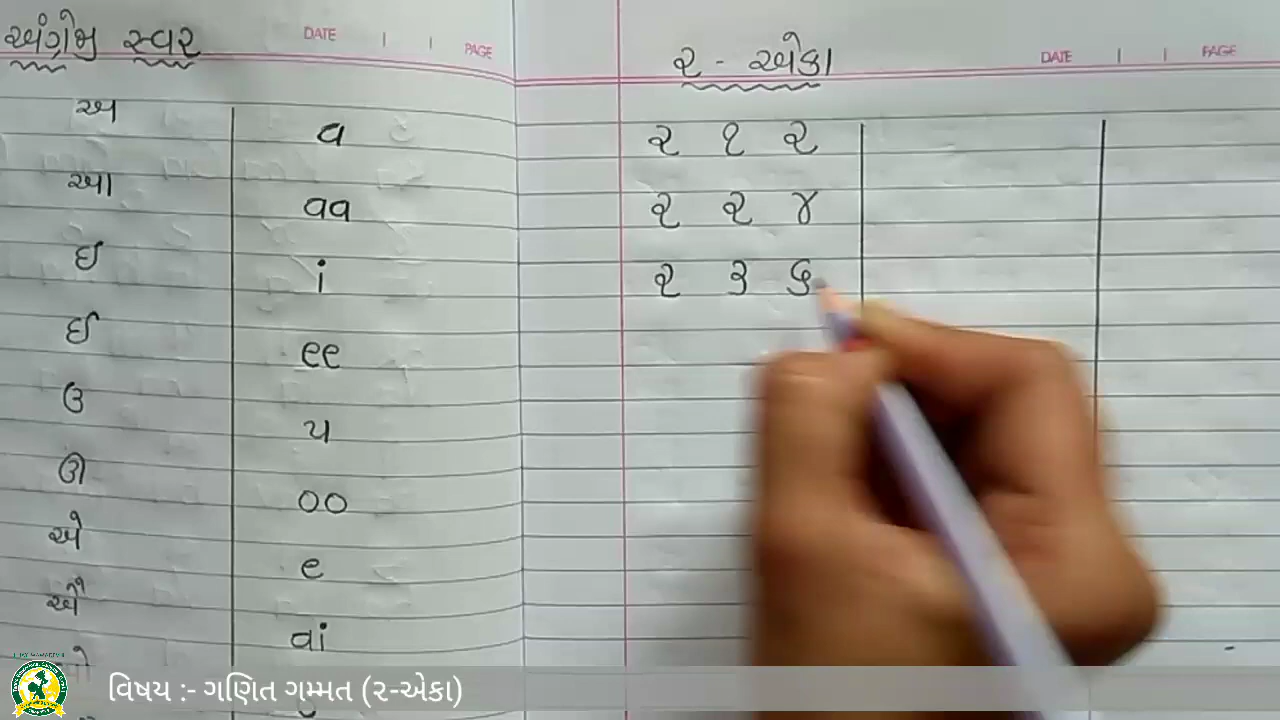 અંગ્રેજી સ્વર
DATE
PAGE
અ a
આ aa
ઇ i
ઈ ee
ઉ u
ઊ oo
એ e
ઐ ai
૨ - એકા
DATE
PAGE
૨ ૧ ૨
૨ ૨ ૪
૨ ૩ ૬
વિષય :- ગણિત ગમ્મત (૨-એકા)